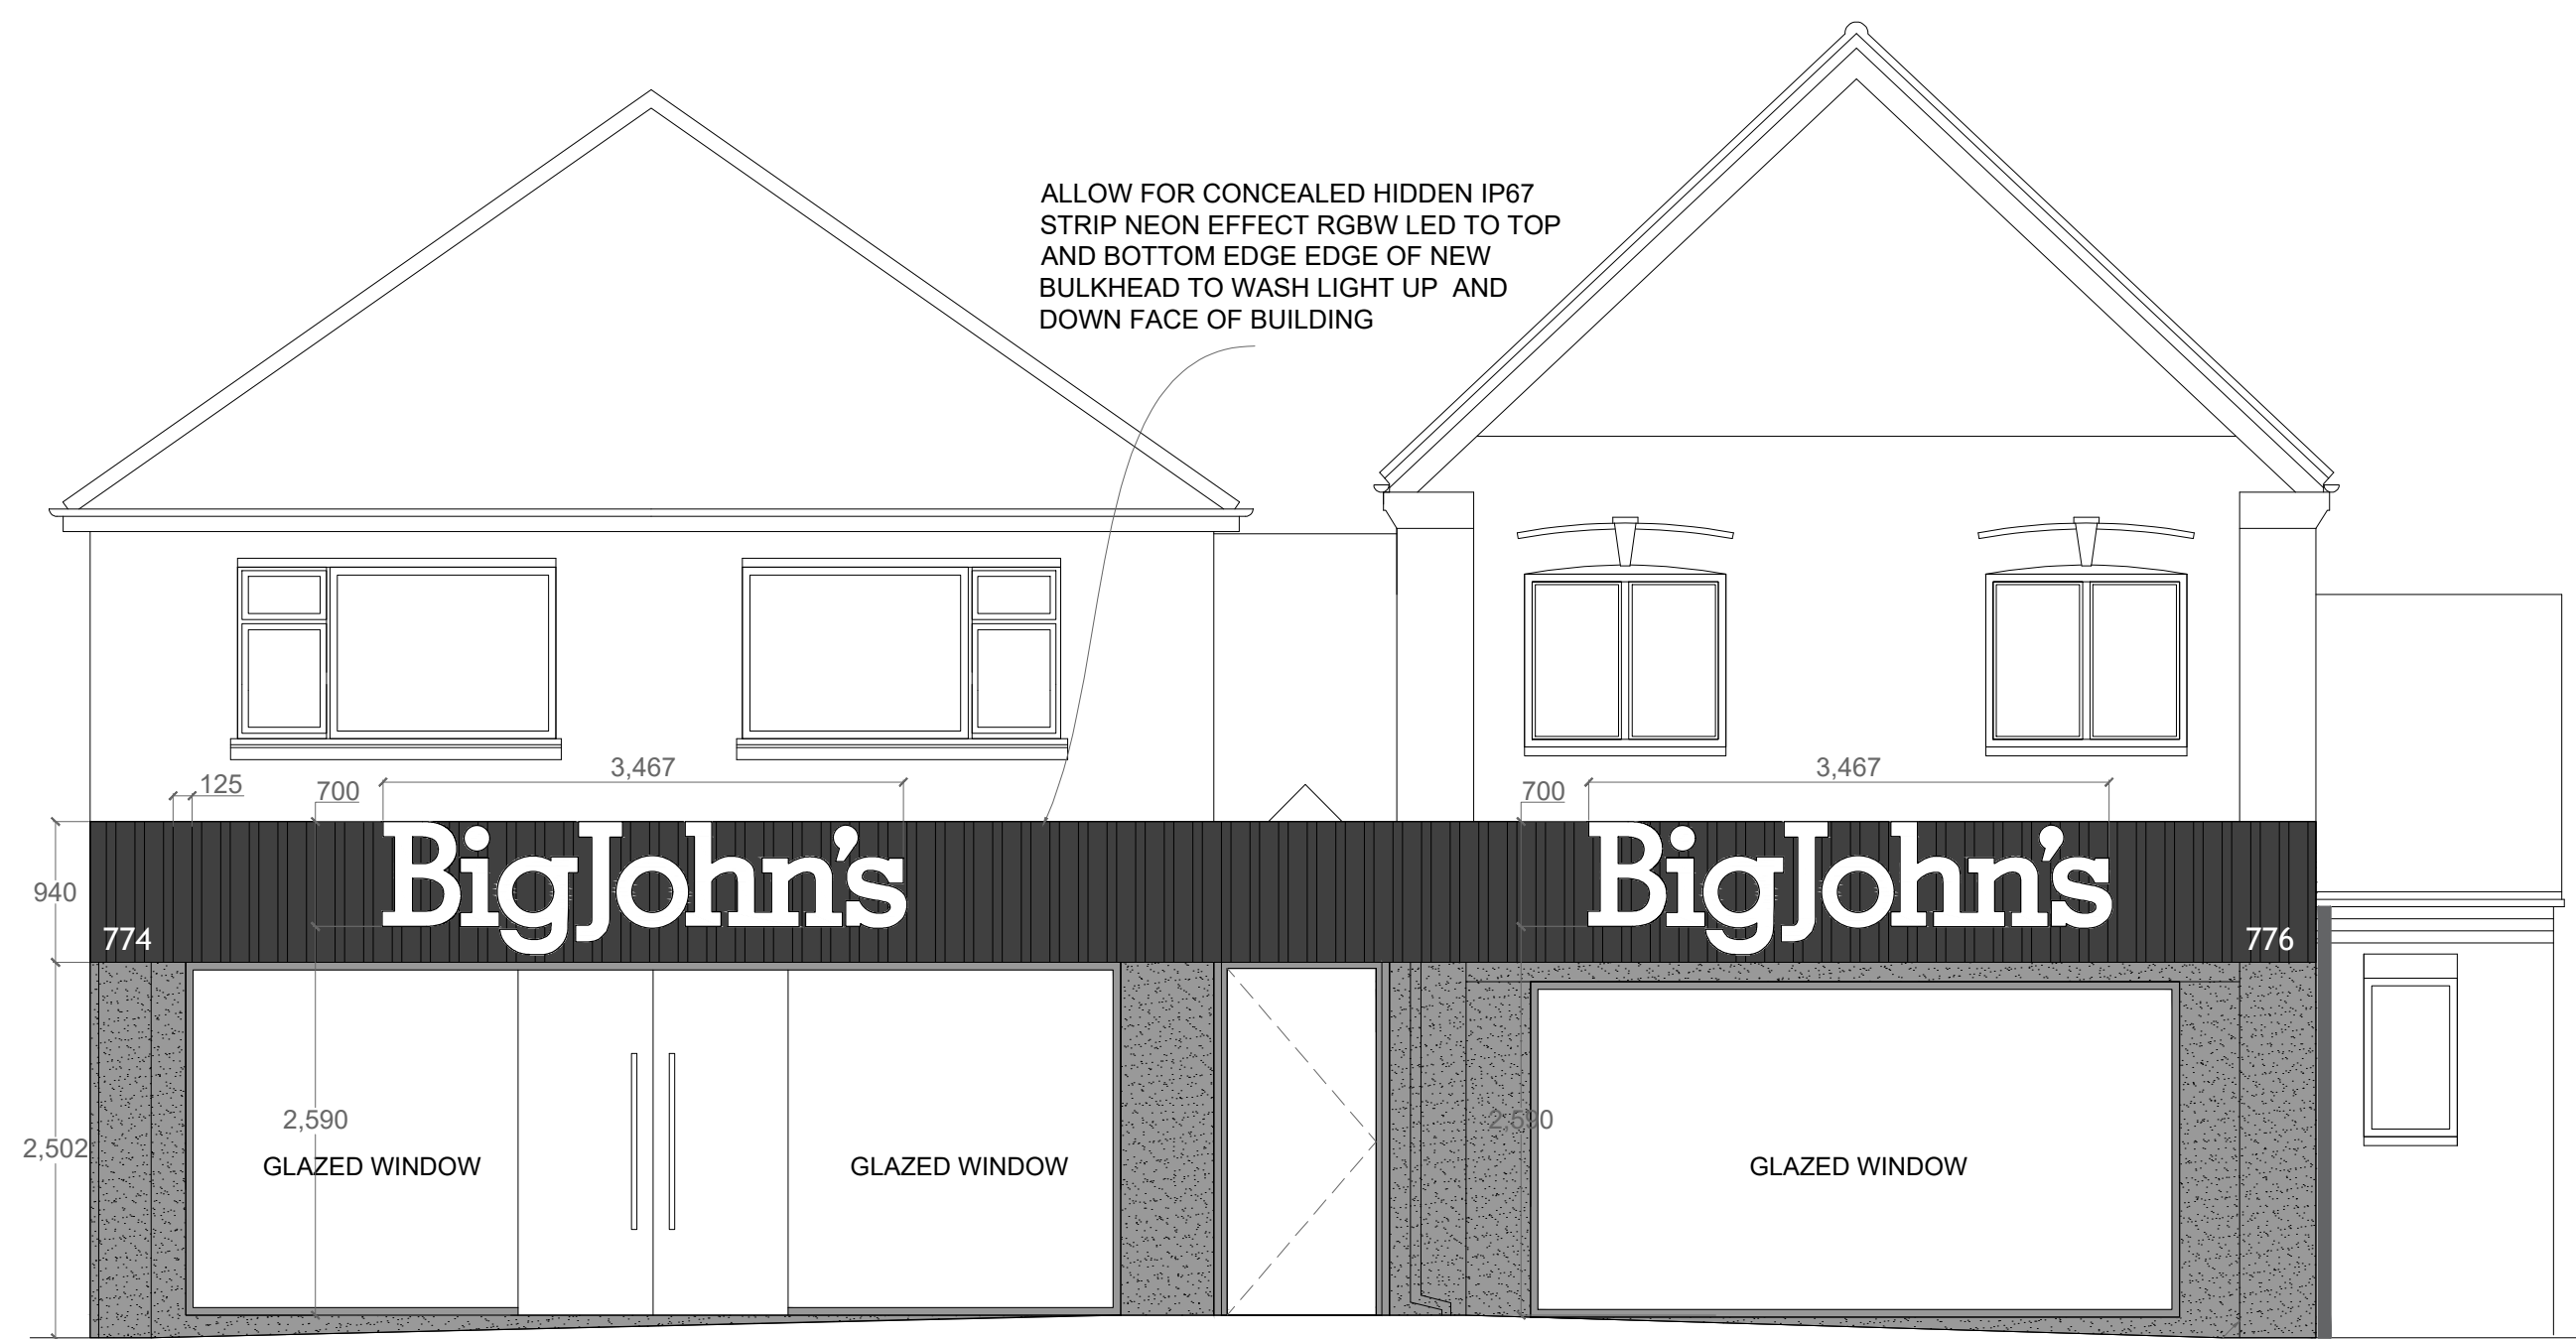 ALLOW FOR CONCEALED HIDDEN IP67
STRIP NEON EFFECT RGBW LED TO TOP
AND BOTTOM EDGE EDGE OF NEW
BULKHEAD TO WASH LIGHT UP AND
DOWN FACE OF BUILDING
125
700
3,467
700
3,467
940
BigJohn's
BigJohn's
774
776
2,502
2,590
2,590
GLAZED WINDOW
GLAZED WINDOW
GLAZED WINDOW